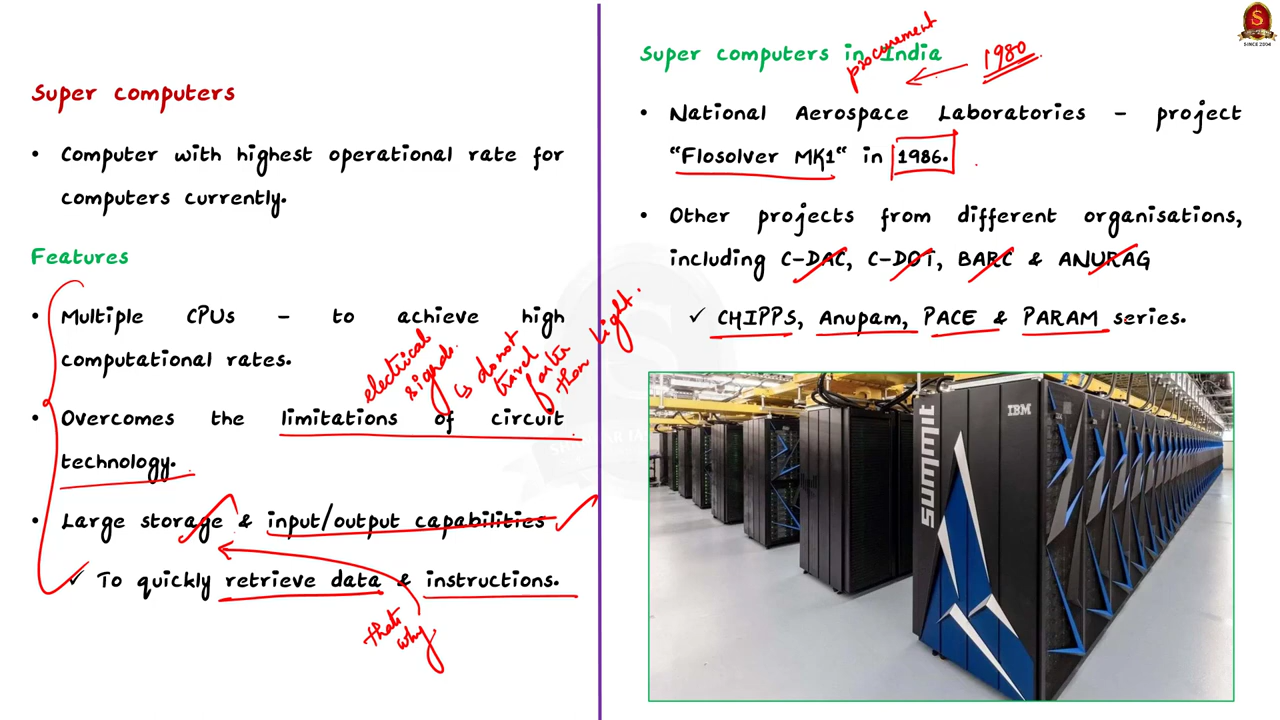 Super computers
• Computer with highest operational rate for
computers currently.
Features
• Multiple CPUs – to achieve high
computational rates.
electrical
signals
↳ do not
travel
faster
than
light.
• Overcomes the limitations of circuit
technology.
• Large storage & input/output capabilities
✓ To quickly retrieve data & instructions.
thats
why
Super computers in India
procurement
1980
• National Aerospace Laboratories – project
“Flosolver MK1“ in 1986.
• Other projects from different organisations,
including C-DAC, C-DOT, BARC & ANURAG
✓ CHIPPS, Anupam, PACE & PARAM series.
summit
IBM
S
SINCE 2004